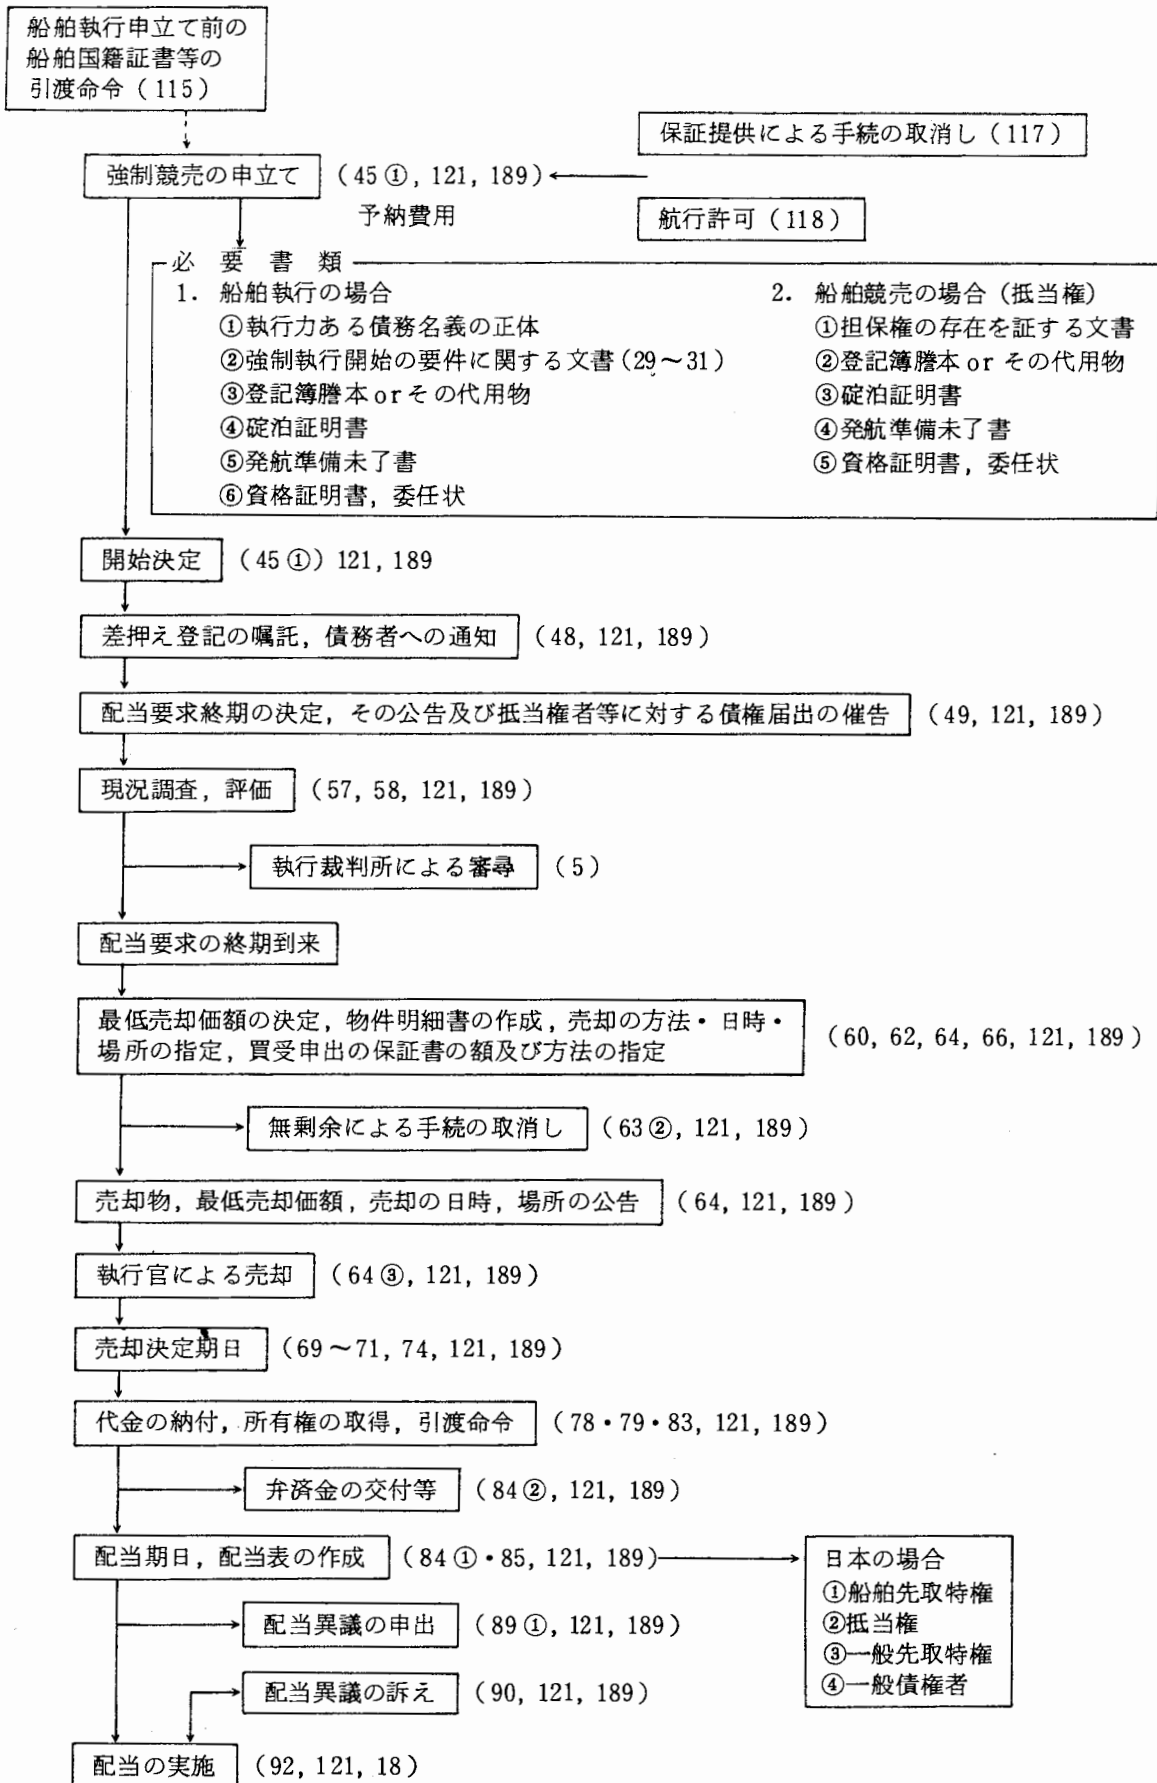 船舶執行申立て前の
船舶国籍証書等の
引渡命令（115）
保証提供による手続の取消し（117）
強制競売の申立て （45①, 121, 189）
予納費用
航行許可（118）
必要書類
1. 船舶執行の場合
①執行力ある債務名義の正体
②強制執行開始の要件に関する文書（29～31）
③登記簿謄本orその代用物
④碇泊証明書
⑤発航準備未了書
⑥資格証明書，委任状
2. 船舶競売の場合（抵当権）
①担保権の存在を証する文書
②登記簿謄本orその代用物
③碇泊証明書
④発航準備未了書
⑤資格証明書，委任状
開始決定 （45①）121, 189
差押え登記の嘱託，債務者への通知 （48, 121, 189）
配当要求終期の決定，その公告及び抵当権者等に対する債権届出の催告 （49, 121, 189）
現況調査，評価 （57, 58, 121, 189）
執行裁判所による審尋 （5）
配当要求の終期到来
最低売却価額の決定，物件明細書の作成，売却の方法・日時・
場所の指定，買受申出の保証書の額及び方法の指定 （60, 62, 64, 66, 121, 189）
無剰余による手続の取消し （63②, 121, 189）
売却物，最低売却価額，売却の日時，場所の公告 （64, 121, 189）
執行官による売却 （64③, 121, 189）
売却決定期日 （69～71, 74, 121, 189）
代金の納付，所有権の取得，引渡命令 （78・79・83, 121, 189）
弁済金の交付等 （84②, 121, 189）
配当期日，配当表の作成 （84①・85, 121, 189）
日本の場合
①船舶先取特権
②抵当権
③一般先取特権
④一般債権者
配当異議の申出 （89①, 121, 189）
配当異議の訴え （90, 121, 189）
配当の実施 （92, 121, 18）